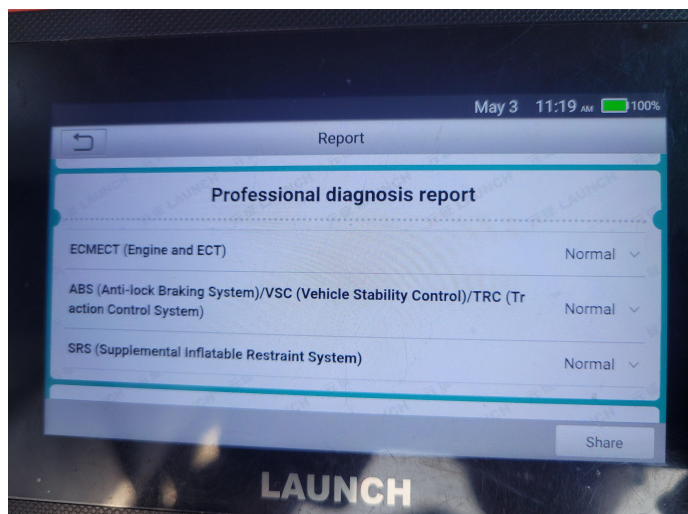 May 3 11:19 AM 100%
Report
Professional diagnosis report
ECMECT (Engine and ECT)
Normal
ABS (Anti-lock Braking System)/VSC (Vehicle Stability Control)/TRC (Tr
action Control System)
Normal
SRS (Supplemental Inflatable Restraint System)
Normal
Share
LAUNCH